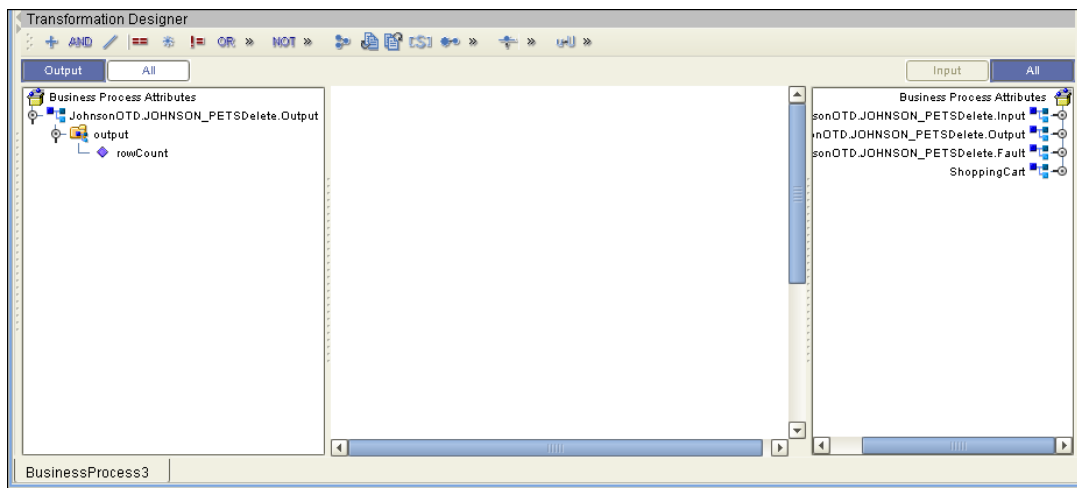 Transformation Designer
AND == != OR » NOT » [S] » » »
Output All Input All
Business Process Attributes
JohnsonOTD.JOHNSON_PETSDelete.Output
output
rowCount
Business Process Attributes
sonOTD.JOHNSON_PETSDelete.Input
nOTD.JOHNSON_PETSDelete.Output
sonOTD.JOHNSON_PETSDelete.Fault
ShoppingCart
BusinessProcess3